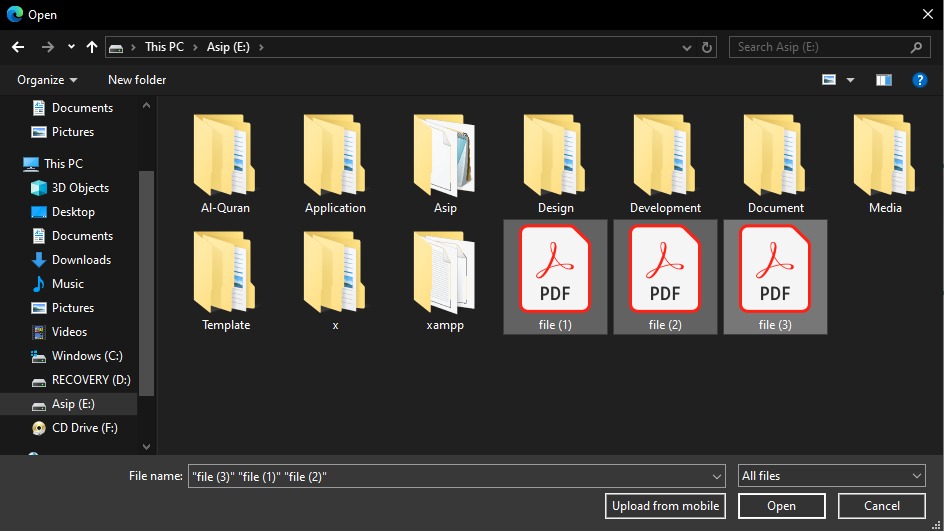 Open
This PC
Asip (E:)
Search Asip (E:)
Organize
New folder
?
Documents
Pictures
This PC
3D Objects
Desktop
Documents
Downloads
Music
Pictures
Videos
Windows (C:)
RECOVERY (D:)
Asip (E:)
CD Drive (F:)
Al-Quran
Application
Asip
Design
Development
Document
Media
Template
x
xampp
PDF
file (1)
PDF
file (2)
PDF
file (3)
File name:
"file (3)" "file (1)" "file (2)"
All files
Upload from mobile
Open
Cancel